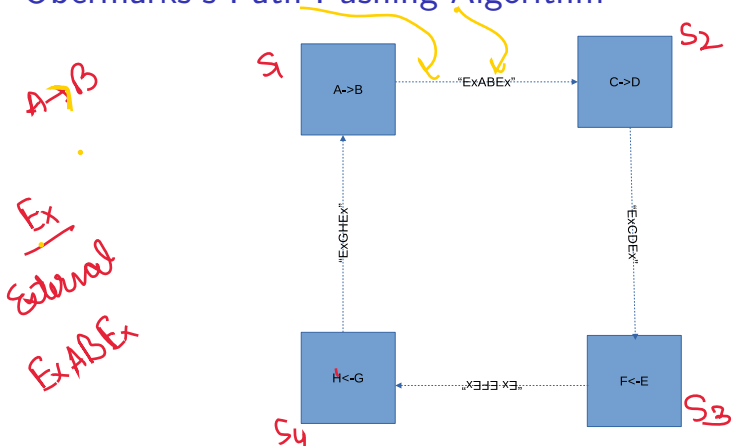 Obermarks's Path Pushing Algorithm
S1
A->B
"ExABEx"
C->D
S2
A->B
Ex
External
ExABEx
"ExGHEx"
"ExCDEx"
H<-G
"Ex EFEx"
F<-E
S3
S4